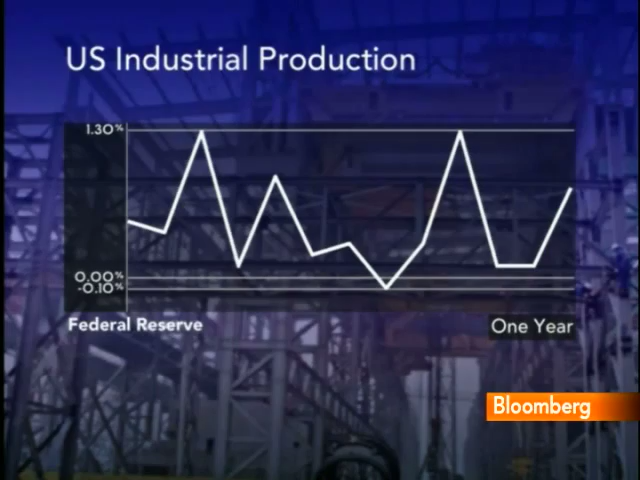 US Industrial Production
1.30%
0.00%
-0.10%
Federal Reserve
One Year
Bloomberg